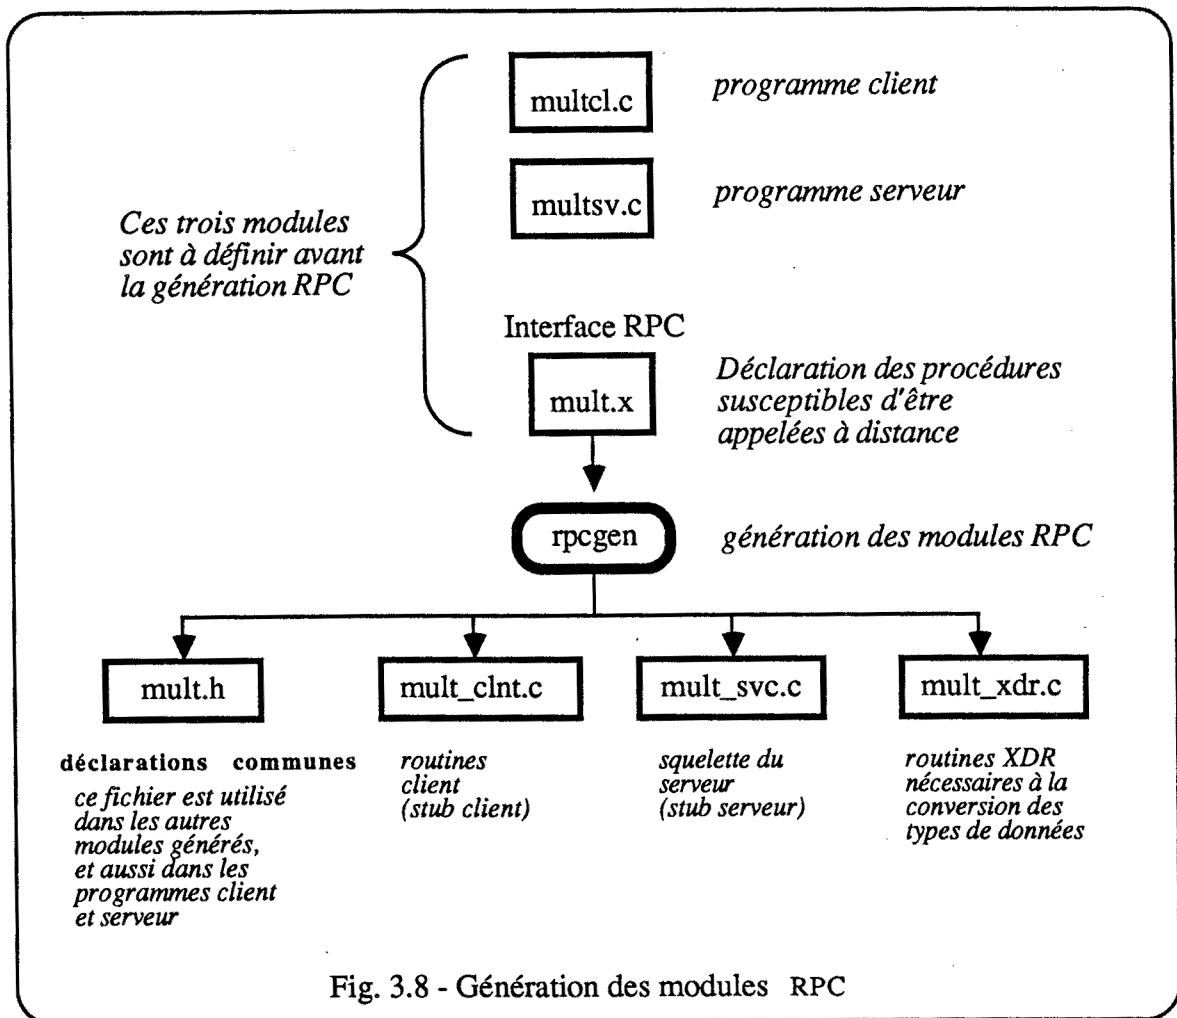 multcl.c
programme client
multsv.c
programme serveur
Ces trois modules
sont à définir avant
la génération RPC
Interface RPC
mult.x
Déclaration des procédures
susceptibles d'être
appelées à distance
rpcgen
génération des modules RPC
mult.h
mult_clnt.c
mult_svc.c
mult_xdr.c
déclarations communes
ce fichier est utilisé
dans les autres
modules générés,
et aussi dans les
programmes client
et serveur
routines
client
(stub client)
squelette du
serveur
(stub serveur)
routines XDR
nécessaires à la
conversion des
types de données
Fig. 3.8 - Génération des modules RPC